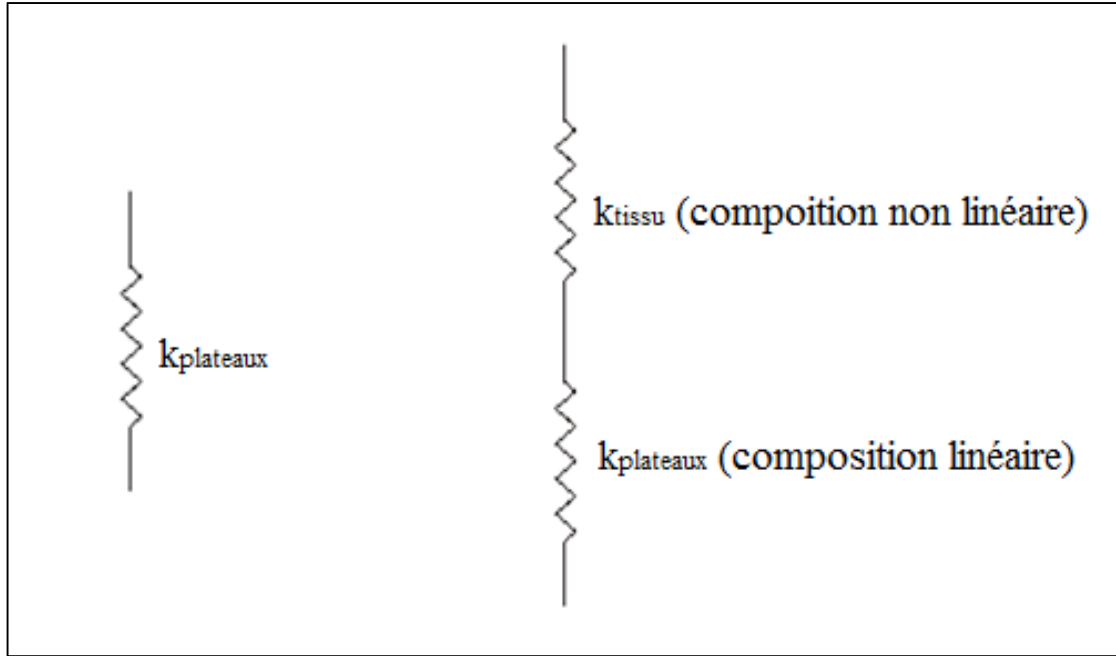 ktissu (compoition non linéaire)
kplateaux
kplateaux (composition linéaire)